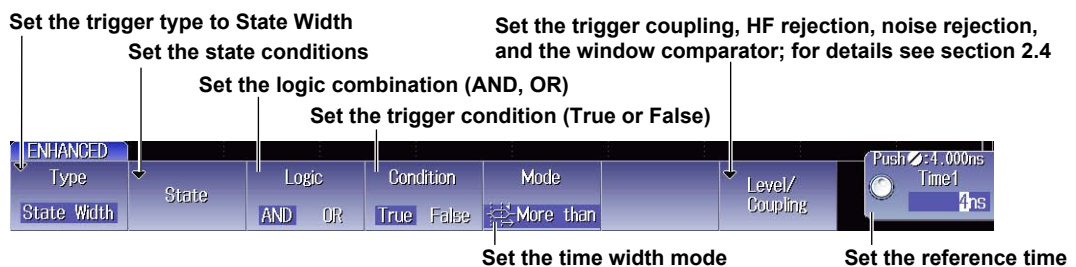 Set the trigger type to State Width
Set the state conditions
Set the logic combination (AND, OR)
Set the trigger condition (True or False)
Set the trigger coupling, HF rejection, noise rejection,
and the window comparator; for details see section 2.4
ENHANCED
Type
State Width
State
Logic
AND OR
Condition
True False
Mode
More than
Level/
Coupling
Push :4.000ns
Time1
4ns
Set the time width mode
Set the reference time